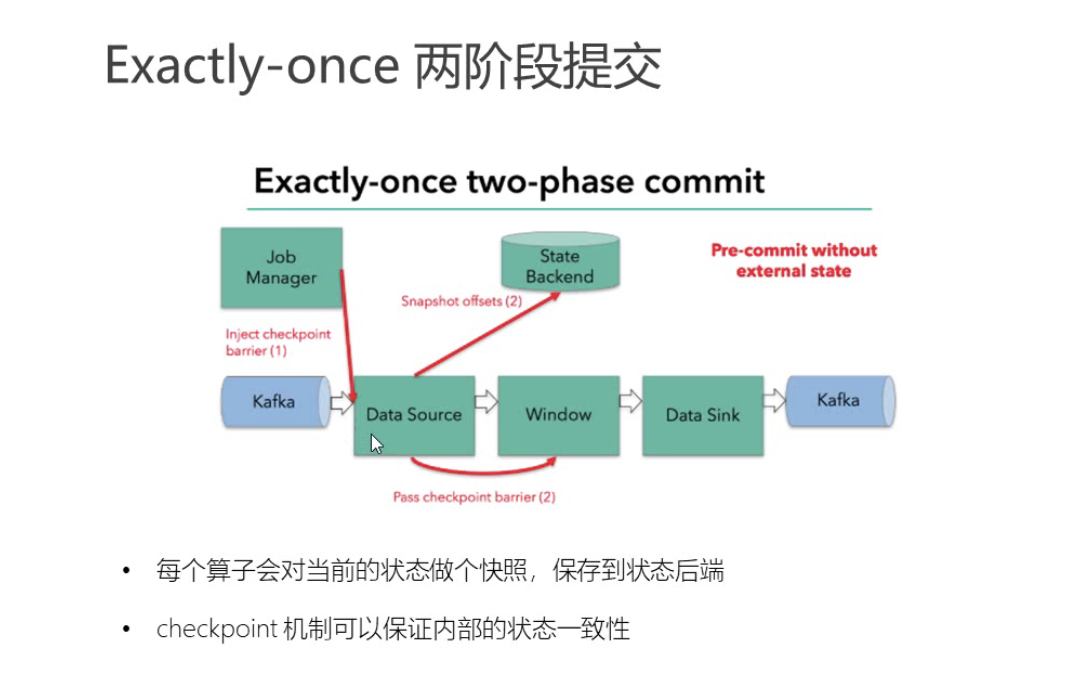 Exactly-once 两阶段提交
Exactly-once two-phase commit
Job
Manager
State
Backend
Pre-commit without
external state
Snapshot offsets (2)
Inject checkpoint
barrier (1)
Kafka
Data Source
Window
Data Sink
Kafka
Pass checkpoint barrier (2)
• 每个算子会对当前的状态做个快照，保存到状态后端
• checkpoint 机制可以保证内部的状态一致性